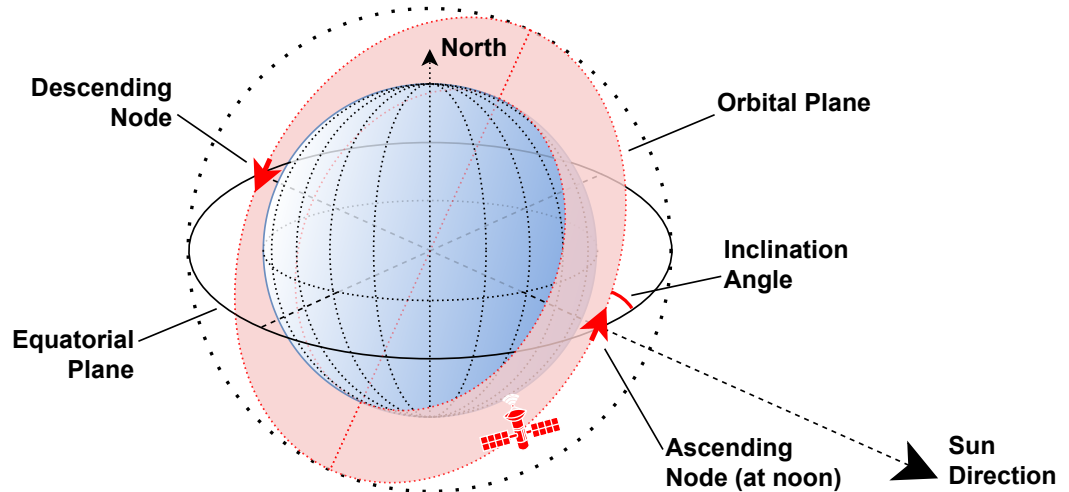 North
Descending
Node
Orbital Plane
Inclination
Angle
Equatorial
Plane
Ascending
Node (at noon)
Sun
Direction